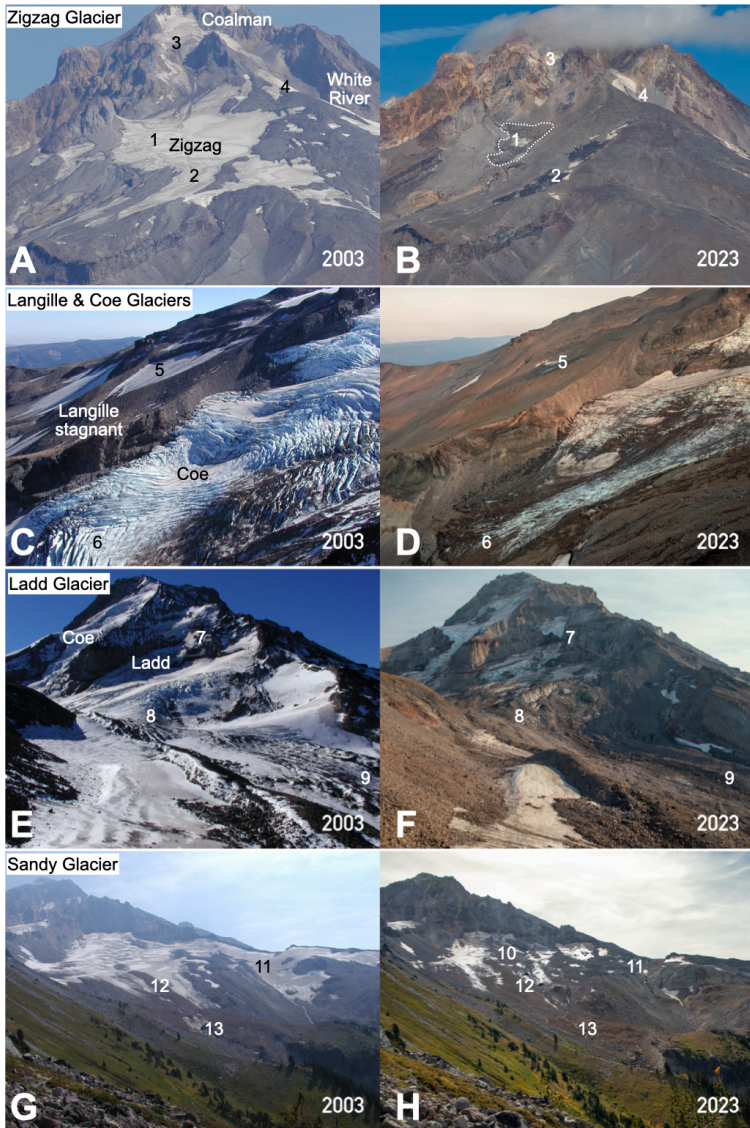 Zigzag Glacier
Coalman
3
4
White
River
1
Zigzag
2
A
2003
3
4
1
2
B
2023
Langille & Coe Glaciers
5
Langille
stagnant
Coe
6
C
2003
5
6
D
2023
Ladd Glacier
Coe
7
Ladd
8
9
E
2003
7
8
9
F
2023
Sandy Glacier
11
12
13
G
2003
10
11
12
13
H
2023